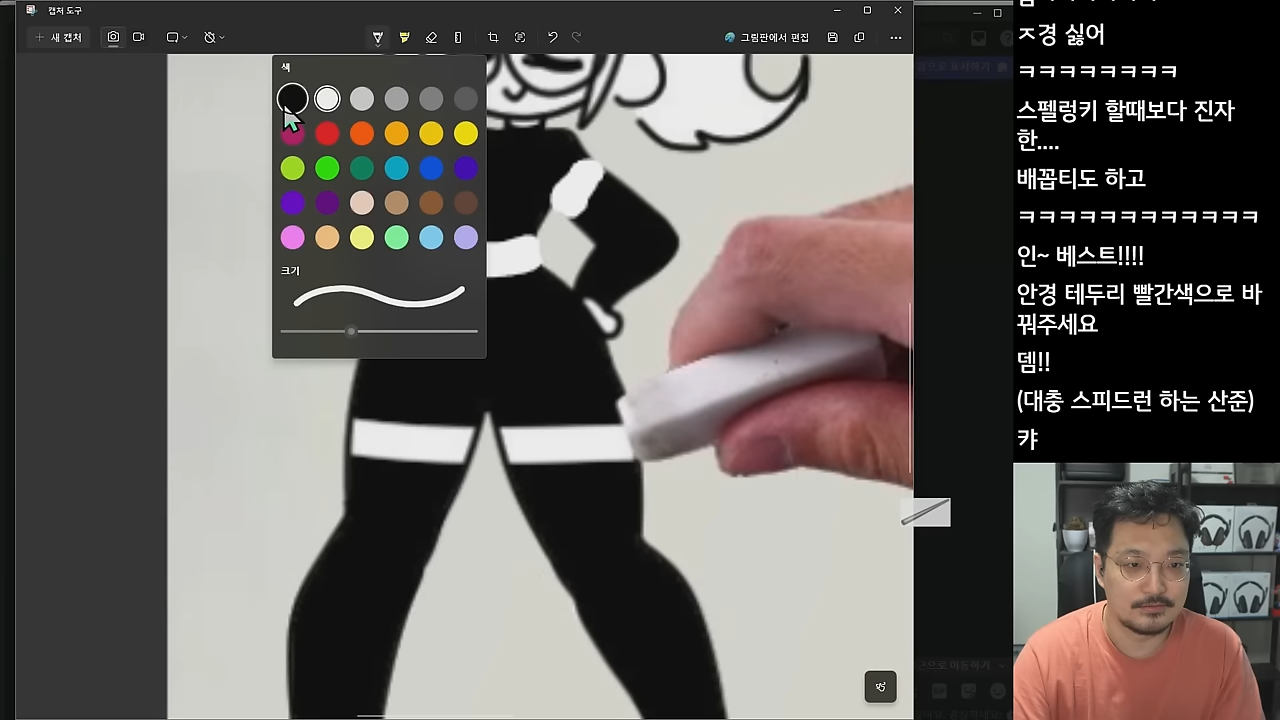 캡처 도구
새 캡처
그림판에서 편집
색
크기
ㅈ경 싫어
ㅋㅋㅋㅋㅋㅋㅋㅋ
스펠렁키 할때보다 진자
한....
배꼽티도 하고
ㅋㅋㅋㅋㅋㅋㅋㅋㅋㅋㅋㅋ
인~ 베스트!!!!
안경 테두리 빨간색으로 바
꿔주세요
뎀!!
(대충 스피드런 하는 산준)
캬